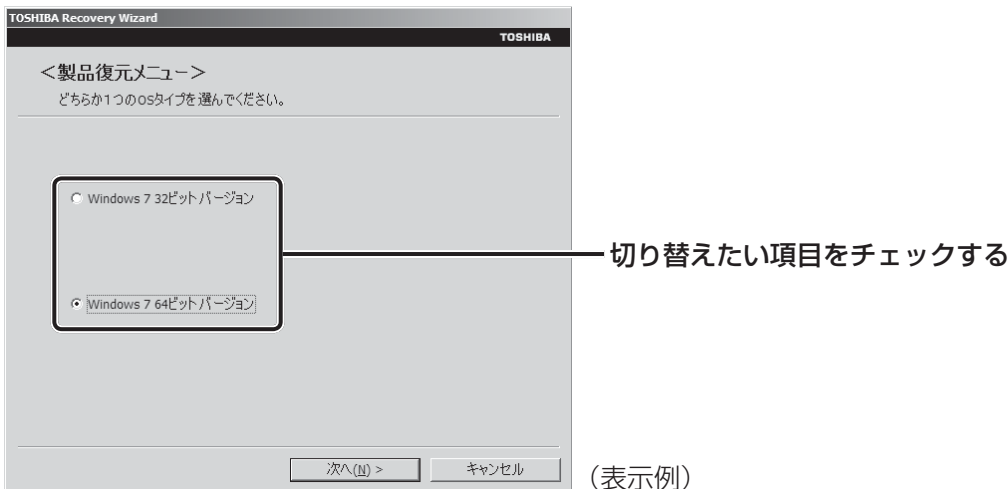 TOSHIBA Recovery Wizard
TOSHIBA
＜製品復元メニュー＞
どちらか1つのOSタイプを選んでください。
Windows 7 32ビットバージョン
切り替えたい項目をチェックする
Windows 7 64ビットバージョン
次へ(N) > キャンセル
（表示例）